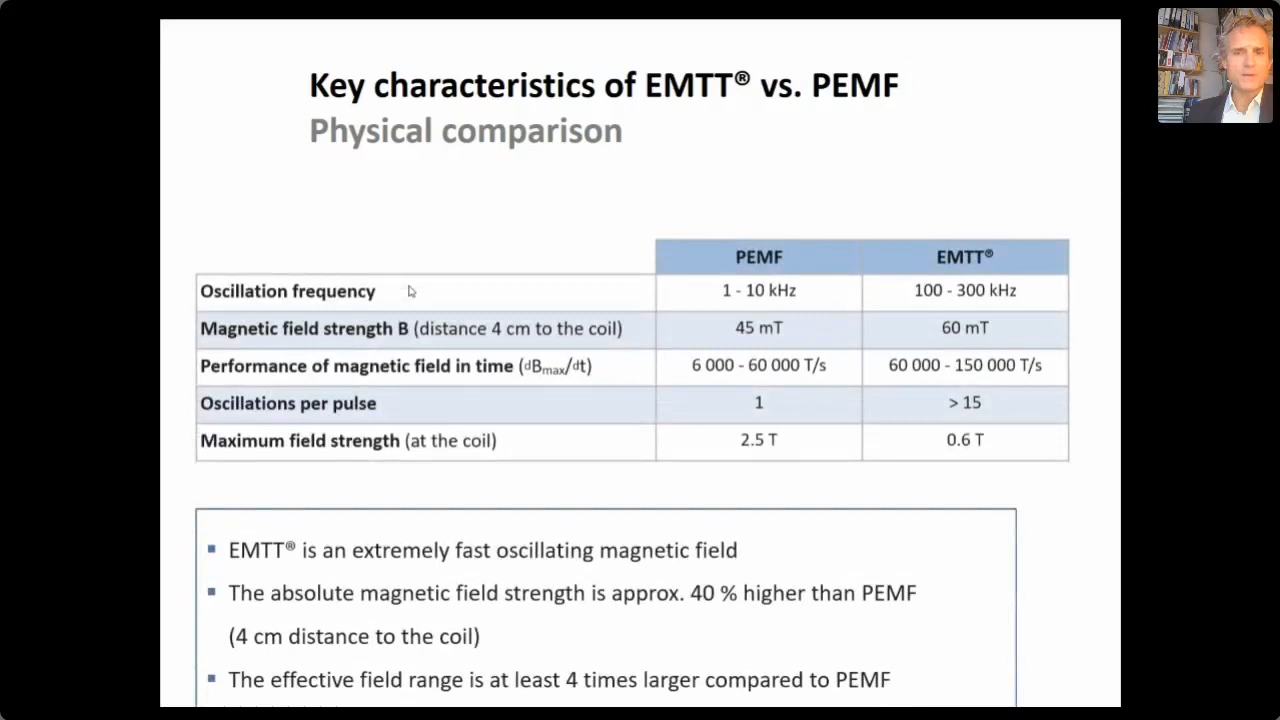 Key characteristics of EMTT® vs. PEMF
Physical comparison
PEMF EMTT®
Oscillation frequency 1 - 10 kHz 100 - 300 kHz
Magnetic field strength B (distance 4 cm to the coil) 45 mT 60 mT
Performance of magnetic field in time (dBmax/dt) 6 000 - 60 000 T/s 60 000 - 150 000 T/s
Oscillations per pulse 1 > 15
Maximum field strength (at the coil) 2.5 T 0.6 T
▪ EMTT® is an extremely fast oscillating magnetic field
▪ The absolute magnetic field strength is approx. 40 % higher than PEMF
(4 cm distance to the coil)
▪ The effective field range is at least 4 times larger compared to PEMF